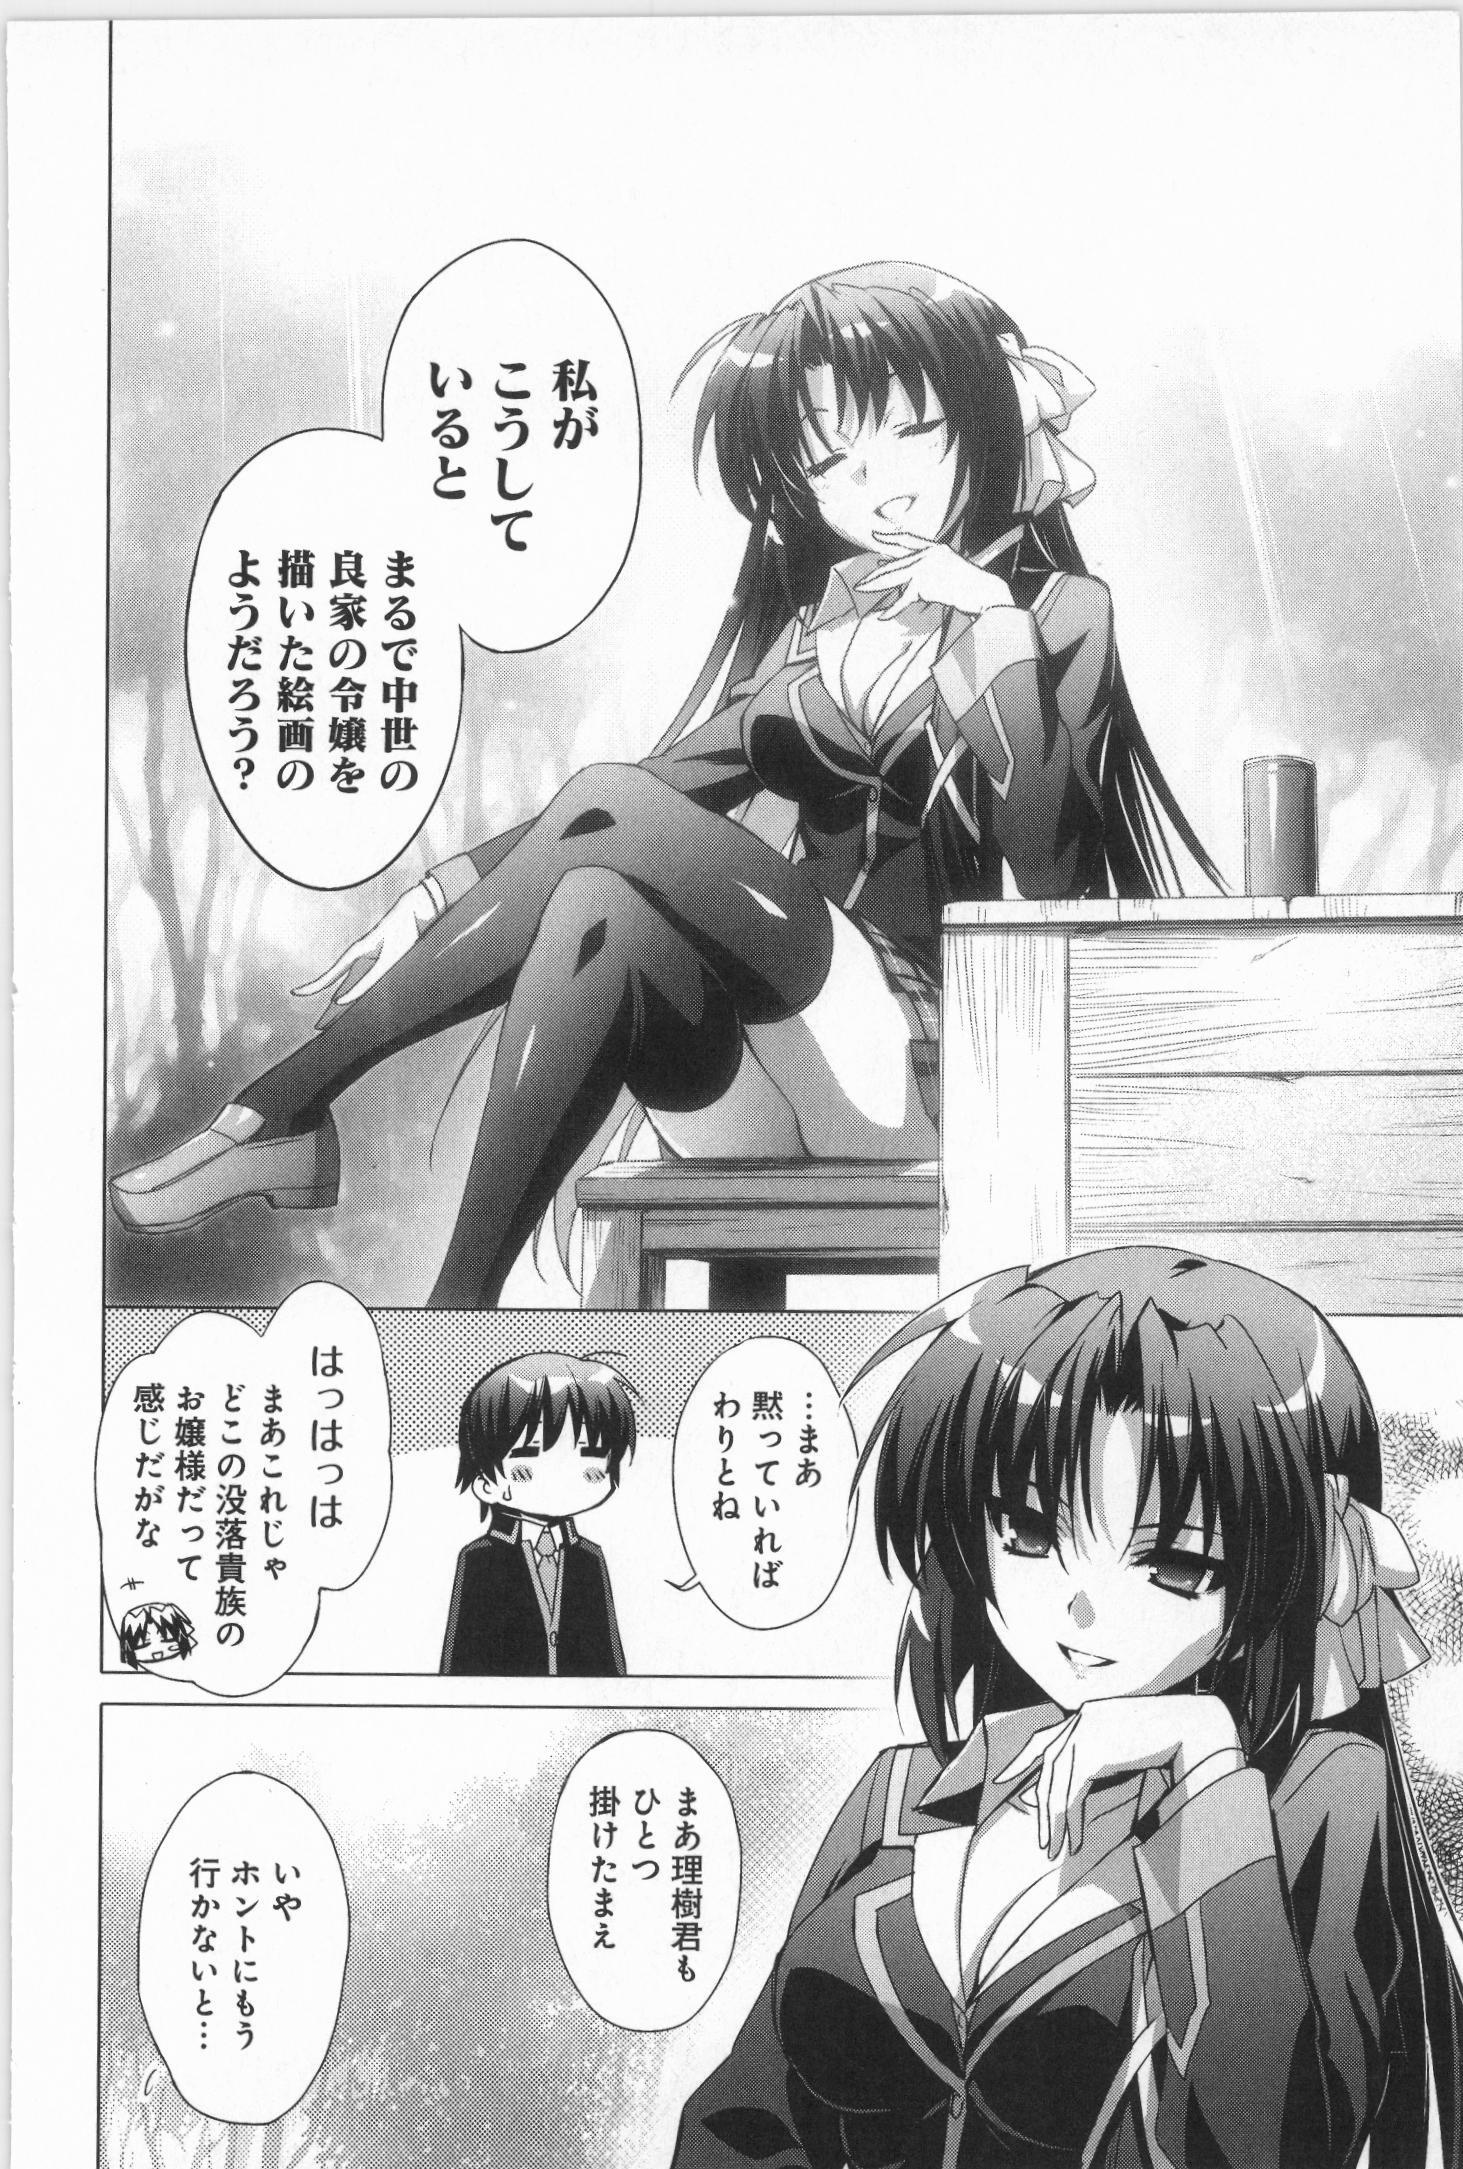 私が
こうして
いると
まるで中世の
良家の令嬢を
描いた絵画の
ようだろう？
…まあ
黙っていれば
わりとね
はっはっは
まあこれじゃ
どこの没落貴族の
お嬢様だって
感じだがな
まあ理樹君も
ひとつ
掛けたまえ
いや
ホントにもう
行かないと…